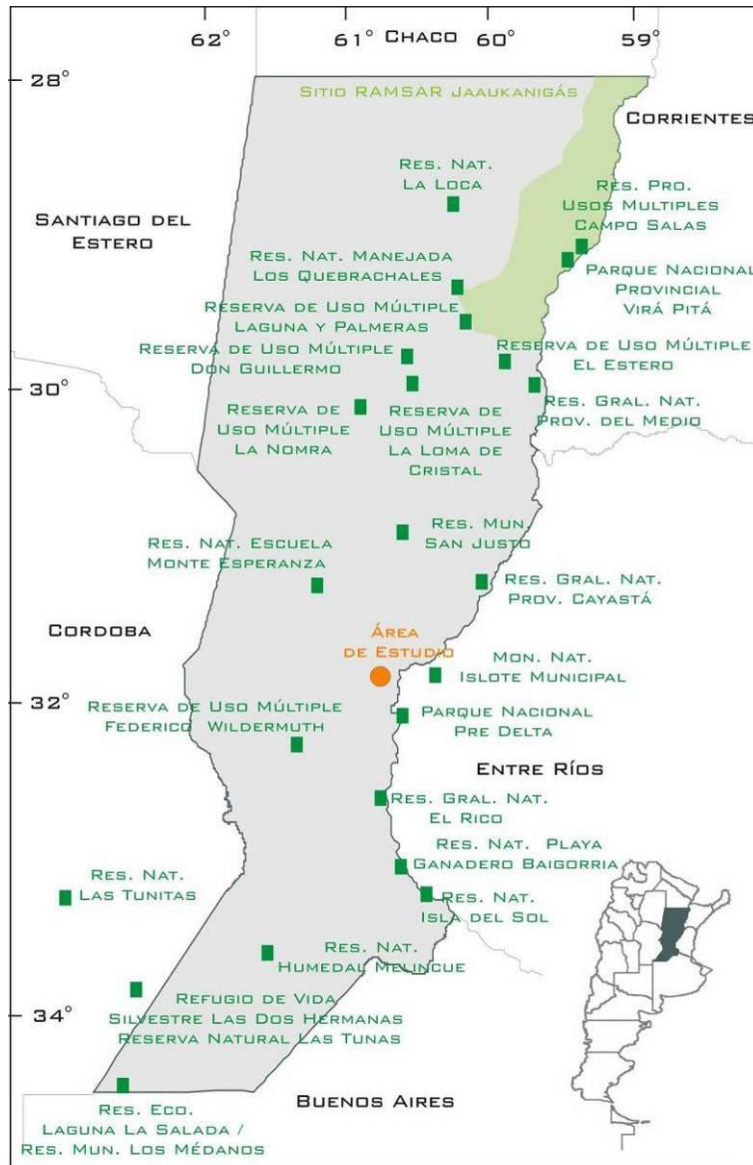 62°
61°
60°
59°
CHACO
28°
SITIO RAMSAR JAAUKANIGÁS
CORRIENTES
RES. NAT.
LA LOCA
RES. PRO.
USOS MULTIPLES
CAMPO SALAS
SANTIAGO DEL
ESTERO
RES. NAT. MANEJADA
LOS QUEBRACHALES
PARQUE NACIONAL
PROVINCIAL
VIRÁ PITÁ
RESERVA DE USO MÚLTIPLE
LAGUNA Y PALMERAS
RESERVA DE USO MÚLTIPLE
DON GUILLERMO
RESERVA DE USO MÚLTIPLE
EL ESTERO
30°
RESERVA DE
USO MÚLTIPLE
LA NOMRA
RESERVA DE
USO MÚLTIPLE
LA LOMA DE
CRISTAL
RES. GRAL. NAT.
PROV. DEL MEDIO
RES. MUN.
SAN JUSTO
RES. NAT. ESCUELA
MONTE ESPERANZA
RES. GRAL. NAT.
PROV. CAYASTÁ
CORDOBA
ÁREA
DE ESTUDIO
MON. NAT.
ISLOTE MUNICIPAL
32°
RESERVA DE USO MÚLTIPLE
FEDERICO WILDERMUTH
PARQUE NACIONAL
PRE DELTA
ENTRE RÍOS
RES. GRAL. NAT.
EL RICO
RES. NAT. PLAYA
GANADERO BAIGORRIA
RES. NAT.
LAS TUNITAS
RES. NAT.
ISLA DEL SOL
RES. NAT.
HUMEDAL MELINCUE
REFUGIO DE VIDA
SILVESTRE LAS DOS HERMANAS
RESERVA NATURAL LAS TUNAS
34°
BUENOS AIRES
RES. ECO.
LAGUNA LA SALADA /
RES. MUN. LOS MÉDANOS